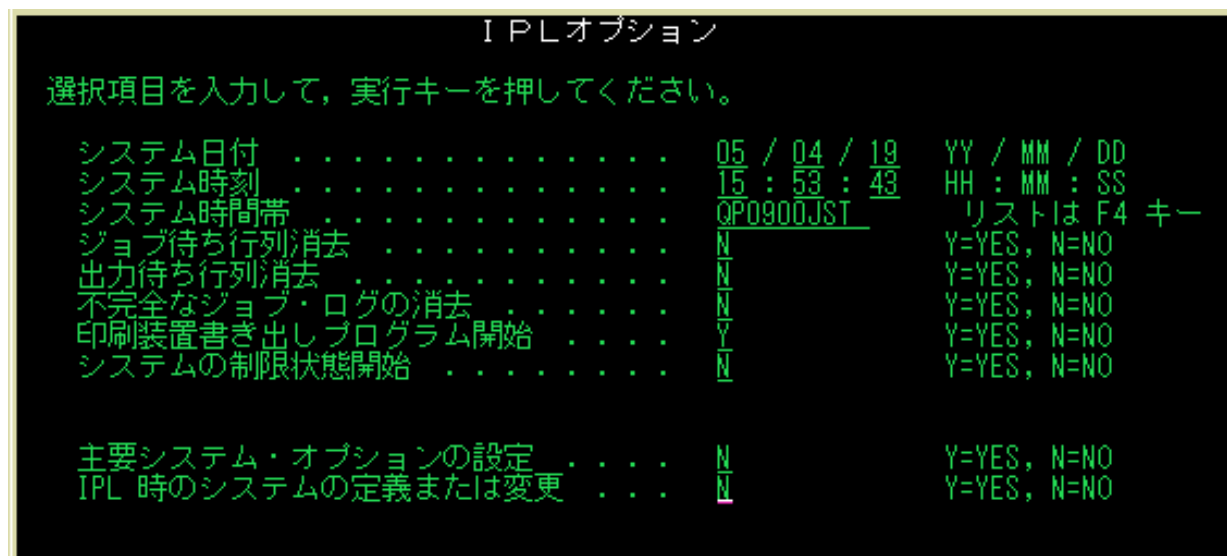 ＩＰＬオプション
選択項目を入力して，実行キーを押してください。
システム日付 . . . . . . . . . . . . . 05 / 04 / 19 YY / MM / DD
システム時刻 . . . . . . . . . . . . . 15 : 53 : 43 HH : MM : SS
システム時間帯 . . . . . . . . . . . . QP0900JST リストは F4 キー
ジョブ待ち行列消去 . . . . . . . . . . N Y=YES, N=NO
出力待ち行列消去 . . . . . . . . . . . N Y=YES, N=NO
不完全なジョブ・ログの消去 . . . . . . N Y=YES, N=NO
印刷装置書き出しプログラム開始 . . . . Y Y=YES, N=NO
システムの制限状態開始 . . . . . . . . N Y=YES, N=NO
主要システム・オプションの設定 . . . . N Y=YES, N=NO
IPL 時のシステムの定義または変更 . . . N Y=YES, N=NO